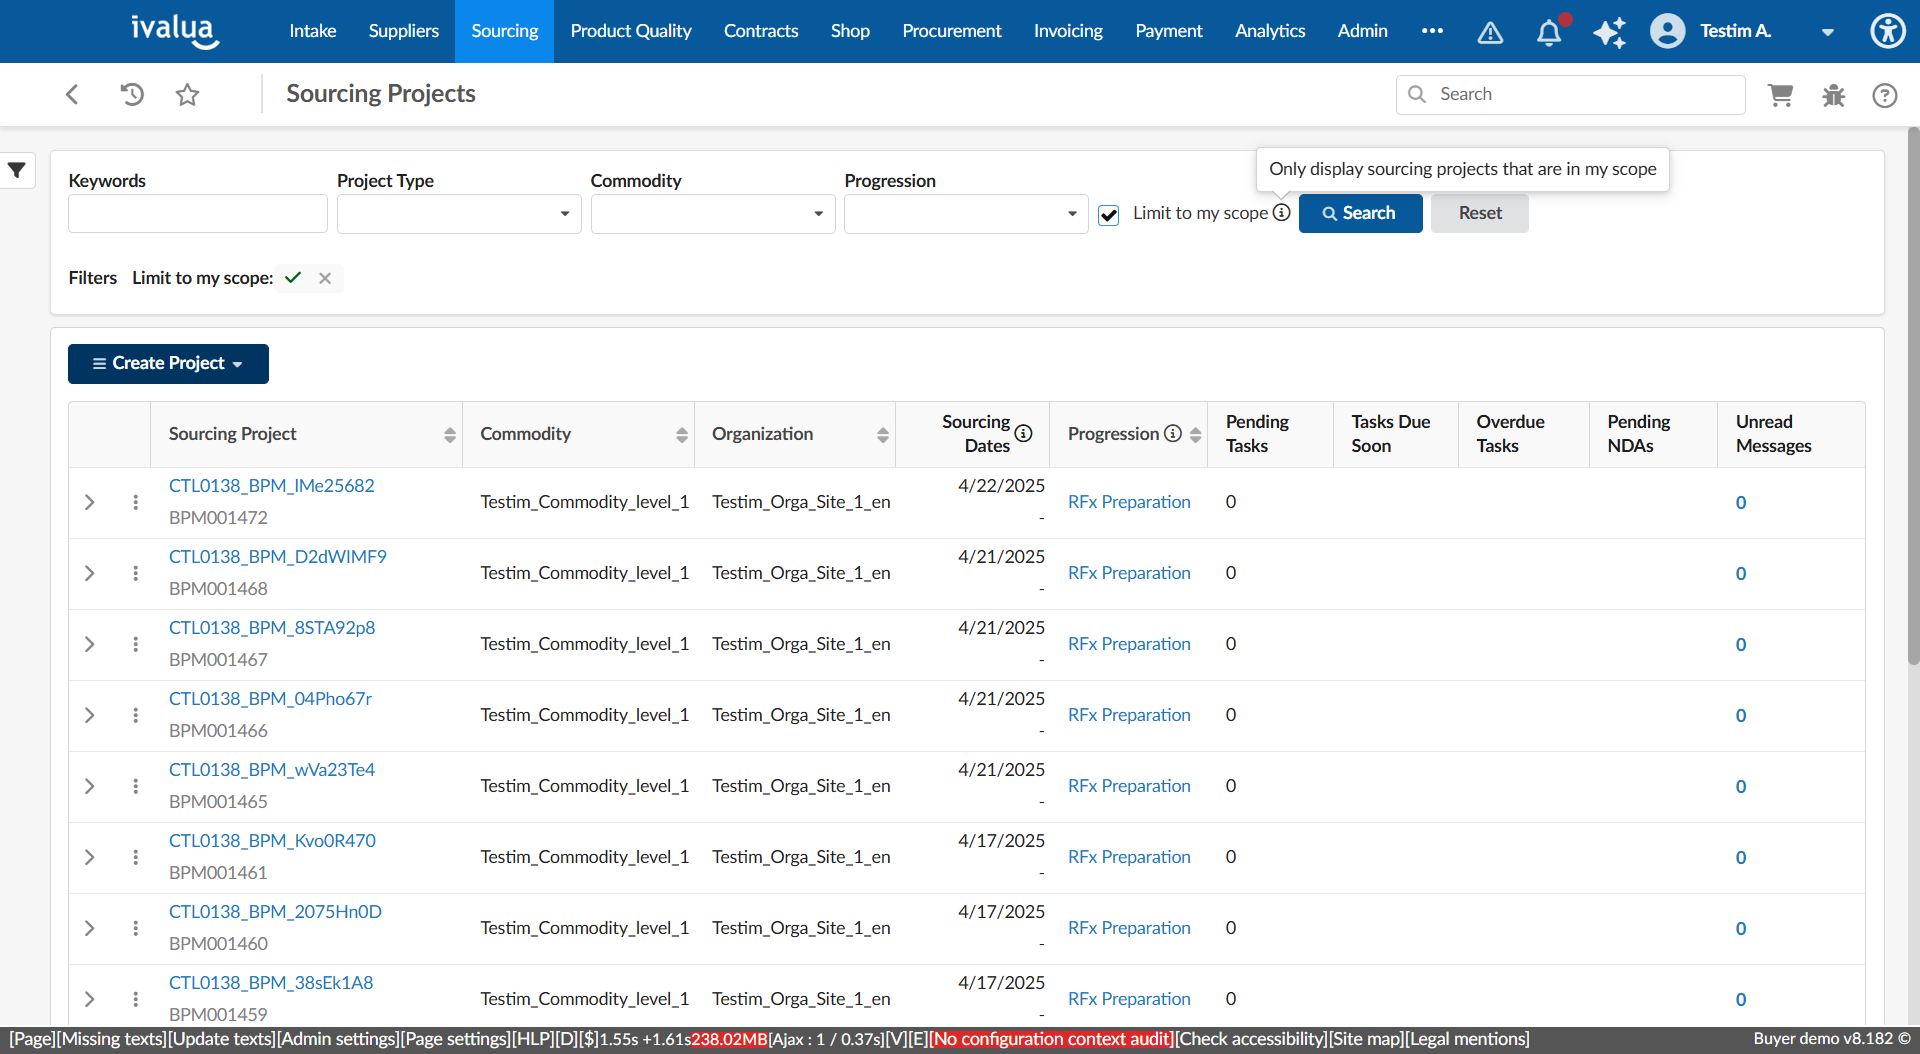 ivalua
Intake Suppliers Sourcing Product Quality Contracts Shop Procurement Invoicing Payment Analytics Admin Testim A.
Sourcing Projects
Search
Only display sourcing projects that are in my scope
Keywords Project Type Commodity Progression
Limit to my scope Search Reset
Filters Limit to my scope:
Create Project
Sourcing Project Commodity Organization Sourcing Dates Progression Pending Tasks Tasks Due Soon Overdue Tasks Pending NDAs Unread Messages
CTL0138_BPM_IMe25682 4/22/2025
Testim_Commodity_level_1 Testim_Orga_Site_1_en RFx Preparation 0 0
BPM001472 -
CTL0138_BPM_D2dWIMF9 4/21/2025
Testim_Commodity_level_1 Testim_Orga_Site_1_en RFx Preparation 0 0
BPM001468 -
CTL0138_BPM_8STA92p8 4/21/2025
Testim_Commodity_level_1 Testim_Orga_Site_1_en RFx Preparation 0 0
BPM001467 -
CTL0138_BPM_04Pho67r 4/21/2025
Testim_Commodity_level_1 Testim_Orga_Site_1_en RFx Preparation 0 0
BPM001466 -
CTL0138_BPM_wVa23Te4 4/21/2025
Testim_Commodity_level_1 Testim_Orga_Site_1_en RFx Preparation 0 0
BPM001465 -
CTL0138_BPM_Kvo0R470 4/17/2025
Testim_Commodity_level_1 Testim_Orga_Site_1_en RFx Preparation 0 0
BPM001461 -
CTL0138_BPM_2075Hn0D 4/17/2025
Testim_Commodity_level_1 Testim_Orga_Site_1_en RFx Preparation 0 0
BPM001460 -
CTL0138_BPM_38sEk1A8 4/17/2025
Testim_Commodity_level_1 Testim_Orga_Site_1_en RFx Preparation 0 0
BPM001459
[Page][Missing texts][Update texts][Admin settings][Page settings][HLP][D][$]1.55s +1.61s238.02MB[Ajax : 1 / 0.37s][V][E][No configuration context audit][Check accessibility][Site map][Legal mentions] Buyer demo v8.182 ©